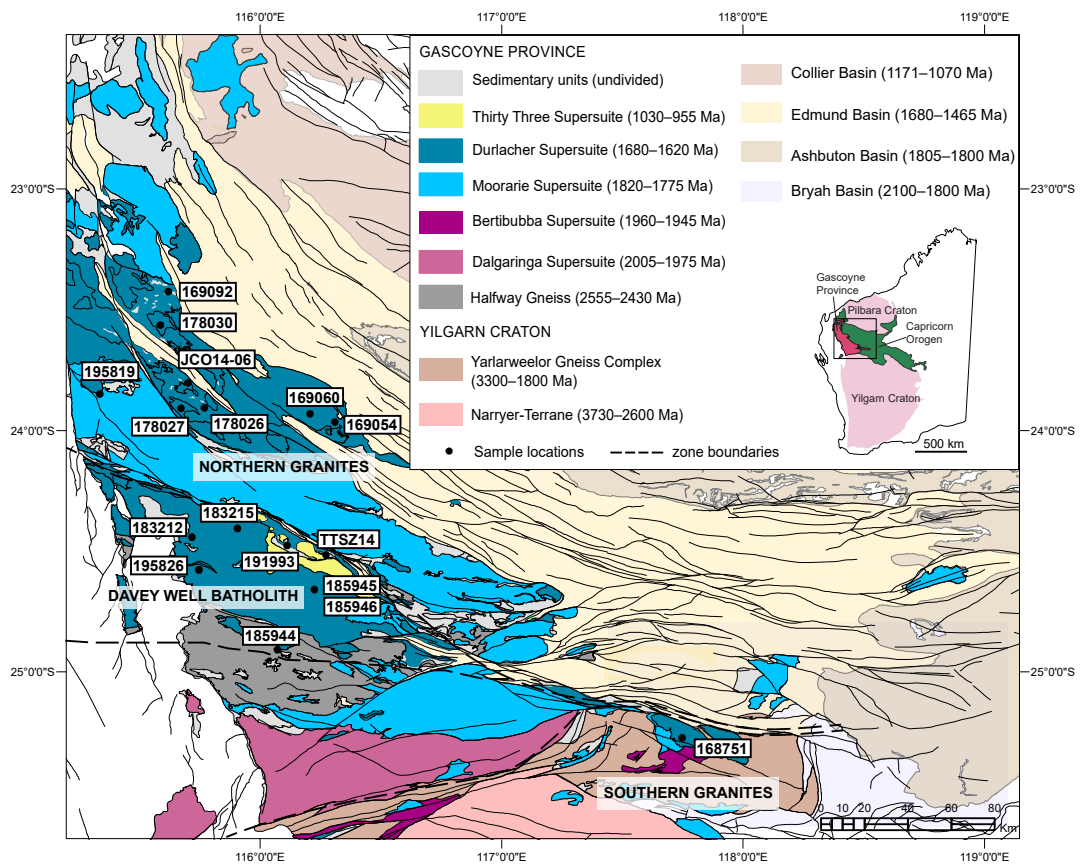 116°0'0"E
117°0'0"E
118°0'0"E
119°0'0"E
GASCOYNE PROVINCE
Sedimentary units (undivided)
Thirty Three Supersuite (1030–955 Ma)
Durlacher Supersuite (1680–1620 Ma)
Moorarie Supersuite (1820–1775 Ma)
Bertibubba Supersuite (1960–1945 Ma)
Dalgaringa Supersuite (2005–1975 Ma)
Halfway Gneiss (2555–2430 Ma)
YILGARN CRATON
Yarlarweelor Gneiss Complex
(3300–1800 Ma)
Narryer-Terrane (3730–2600 Ma)
Sample locations
zone boundaries
Collier Basin (1171–1070 Ma)
Edmund Basin (1680–1465 Ma)
Ashbuton Basin (1805–1800 Ma)
Bryah Basin (2100–1800 Ma)
Gascoyne
Province
Pilbara Craton
Capricorn
Orogen
Yilgarn Craton
500 km
23°0'0"S
23°0'0"S
169092
178030
JCO14-06
195819
169060
178027
178026
169054
24°0'0"S
24°0'0"S
NORTHERN GRANITES
183215
183212
TTSZ14
195826
191993
185945
DAVEY WELL BATHOLITH
185946
185944
25°0'0"S
25°0'0"S
168751
SOUTHERN GRANITES
0 10 20 40 60 80
Km
116°0'0"E
117°0'0"E
118°0'0"E
119°0'0"E